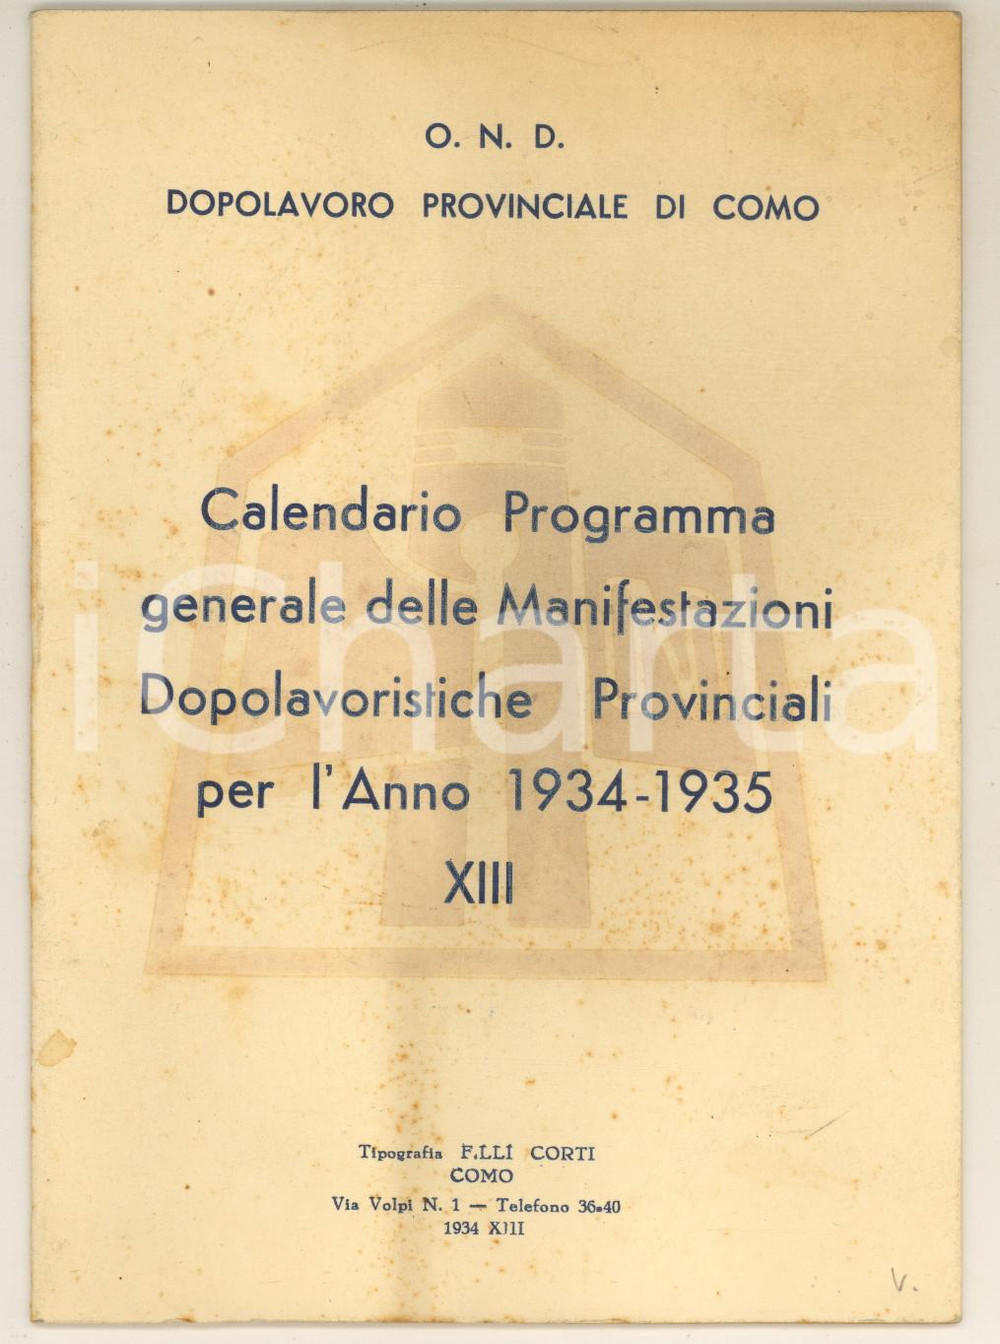 O. N. D.
DOPOLAVORO PROVINCIALE DI COMO
Calendario Programma
generale delle Manifestazioni
Dopolavoristiche Provinciali
per l'Anno 1934-1935
XIII
iCharta
Tipografia F.LLI CORTI
COMO
Via Volpi N. 1 — Telefono 36-40
1934 XIII
V.